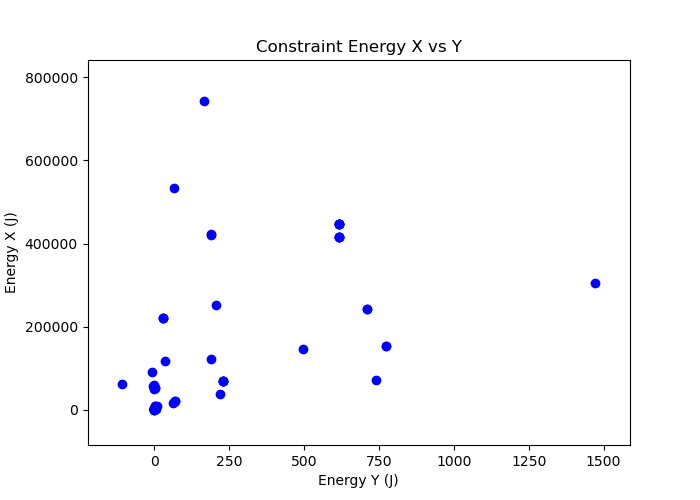 Constraint Energy X vs Y
800000
600000
400000
200000
0
Energy X (J)
0 250 500 750 1000 1250 1500
Energy Y (J)